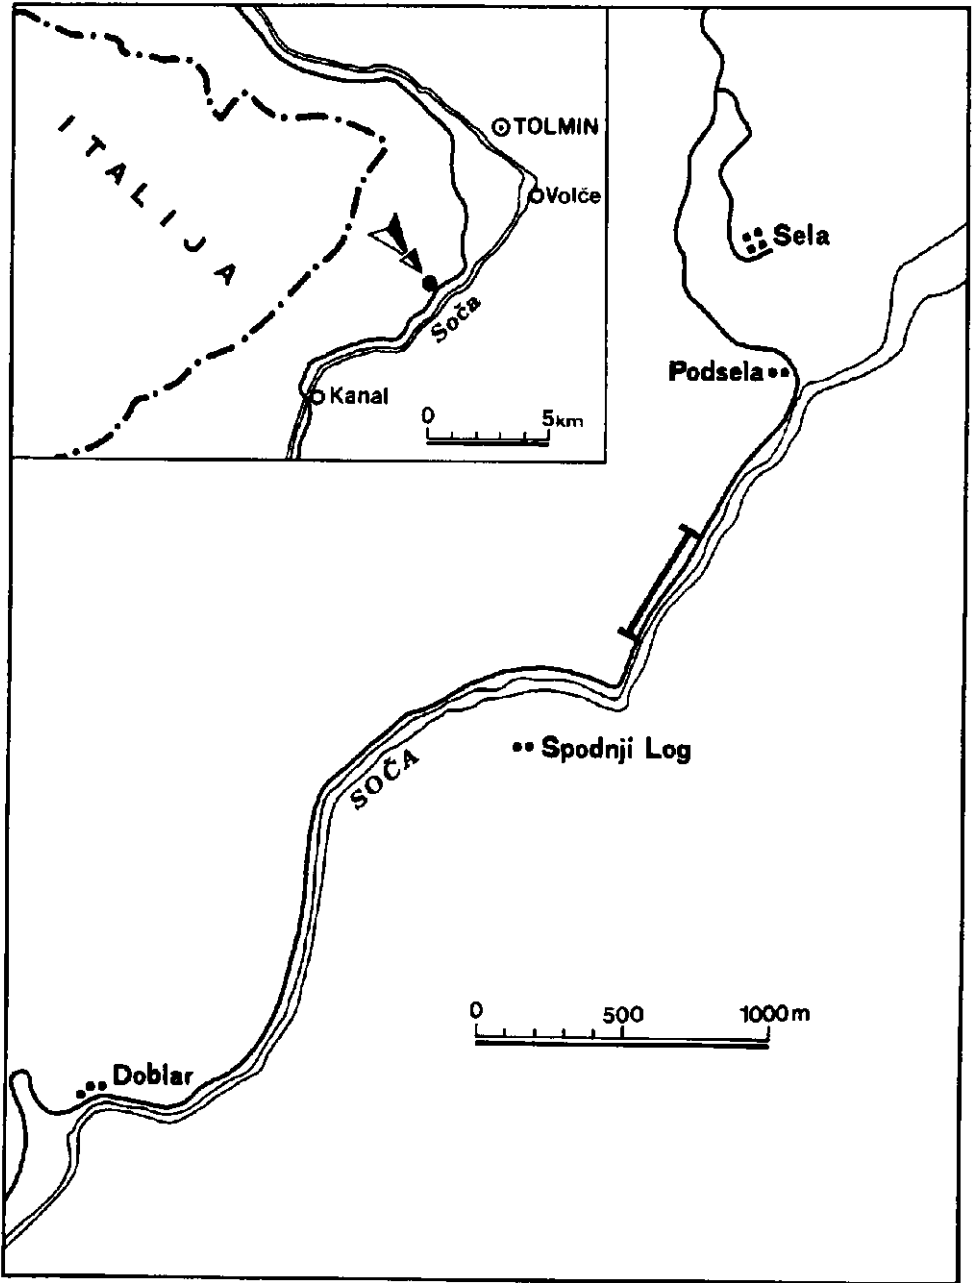 ITALIJA
TOLMIN
Volče
Soča
Kanal
0 5km
Sela
Podsela
Spodnji Log
SOČA
0 500 1000m
Doblar